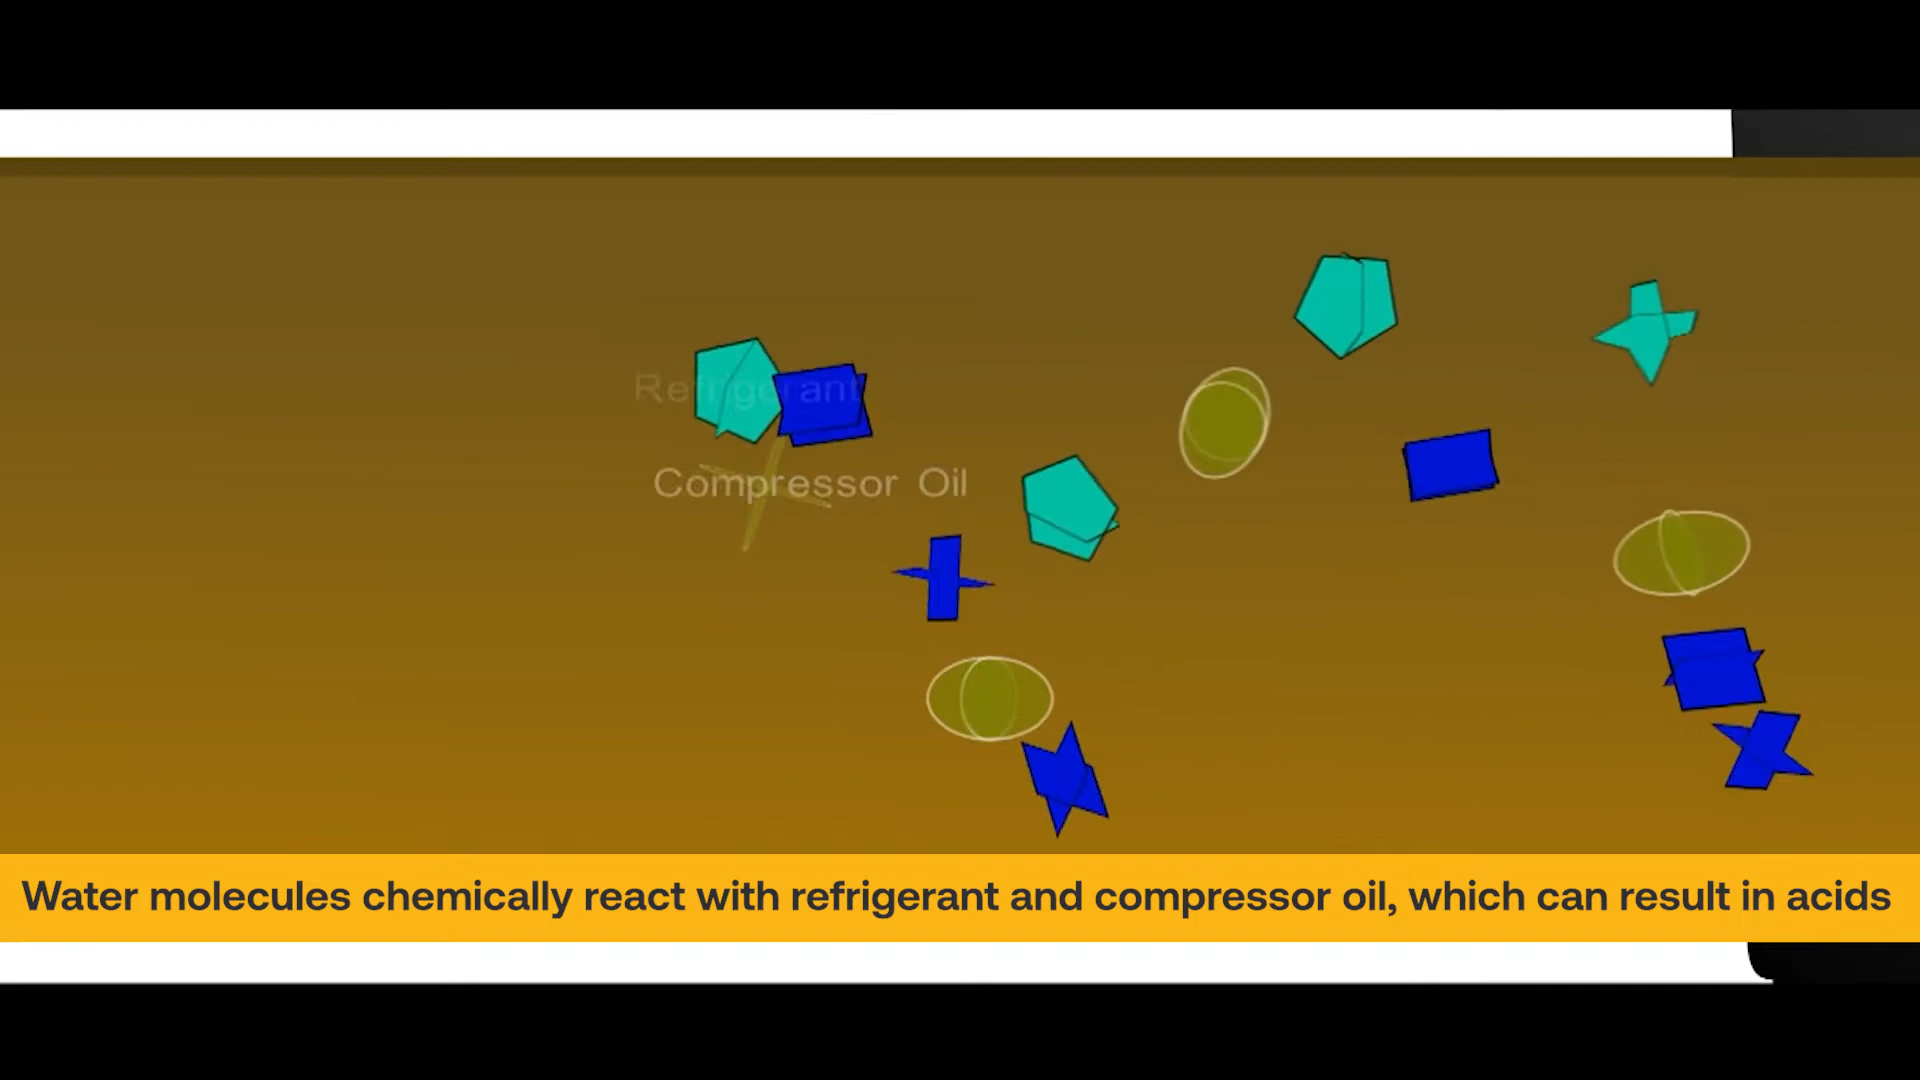 Refrigerant
Compressor Oil
Water molecules chemically react with refrigerant and compressor oil, which can result in acids